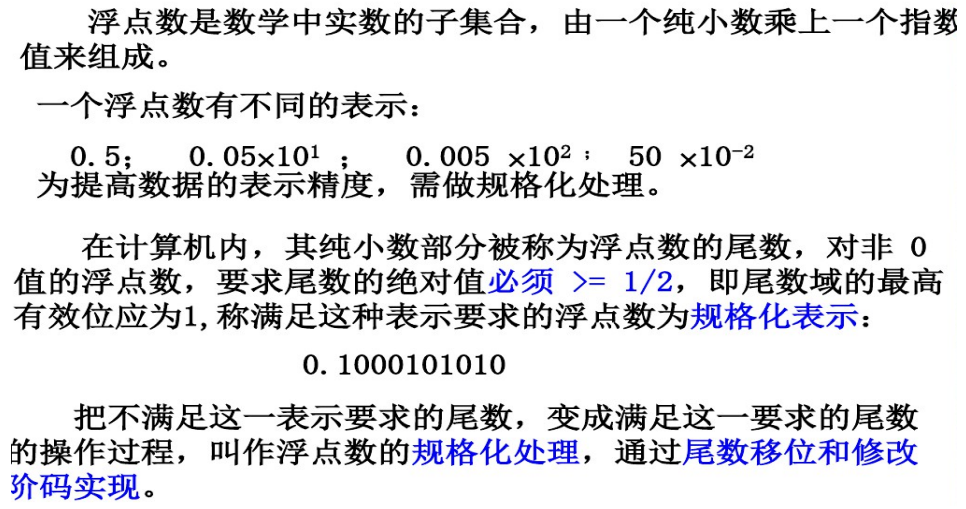 浮点数是数学中实数的子集合，由一个纯小数乘上一个指数
值来组成。
一个浮点数有不同的表示：
0.5； 0.05×10¹ ； 0.005 ×10² ； 50 ×10⁻²
为提高数据的表示精度，需做规格化处理。
在计算机内，其纯小数部分被称为浮点数的尾数，对非 0
值的浮点数，要求尾数的绝对值必须 >= 1/2，即尾数域的最高
有效位应为1,称满足这种表示要求的浮点数为规格化表示：
0.1000101010
把不满足这一表示要求的尾数，变成满足这一要求的尾数
的操作过程，叫作浮点数的规格化处理，通过尾数移位和修改
阶码实现。